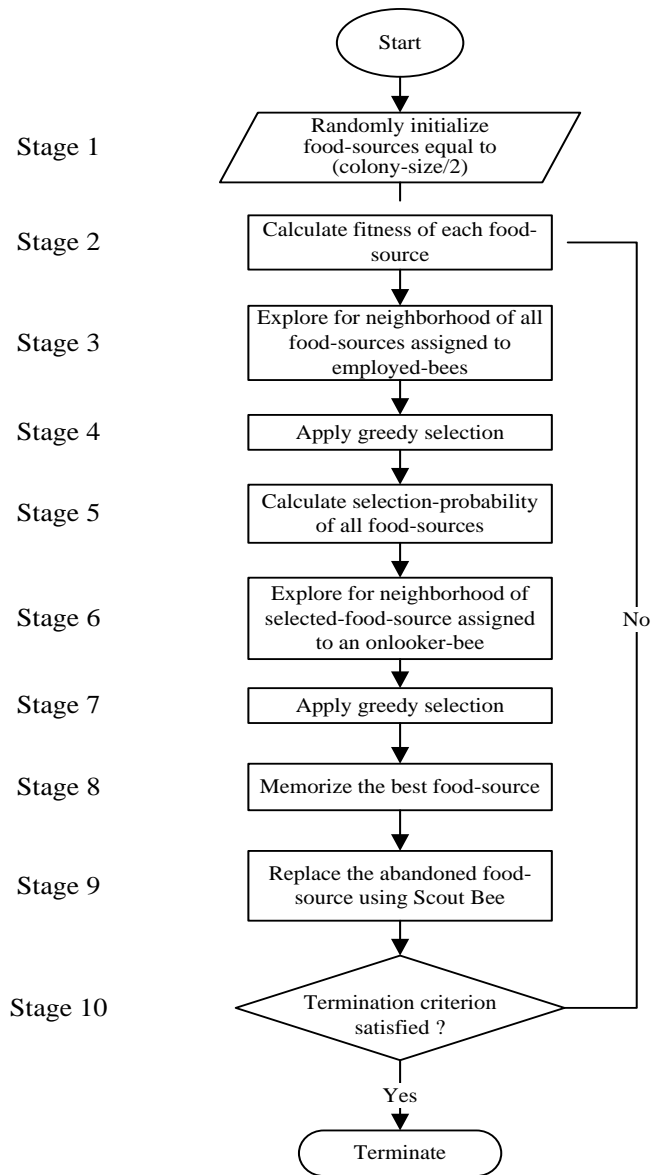 Start
Stage 1
Randomly initialize
food-sources equal to
(colony-size/2)
Stage 2
Calculate fitness of each food-
source
Stage 3
Explore for neighborhood of all
food-sources assigned to
employed-bees
Stage 4
Apply greedy selection
Stage 5
Calculate selection-probability
of all food-sources
Stage 6
Explore for neighborhood of
selected-food-source assigned
to an onlooker-bee
No
Stage 7
Apply greedy selection
Stage 8
Memorize the best food-source
Stage 9
Replace the abandoned food-
source using Scout Bee
Stage 10
Termination criterion
satisfied ?
Yes
Terminate